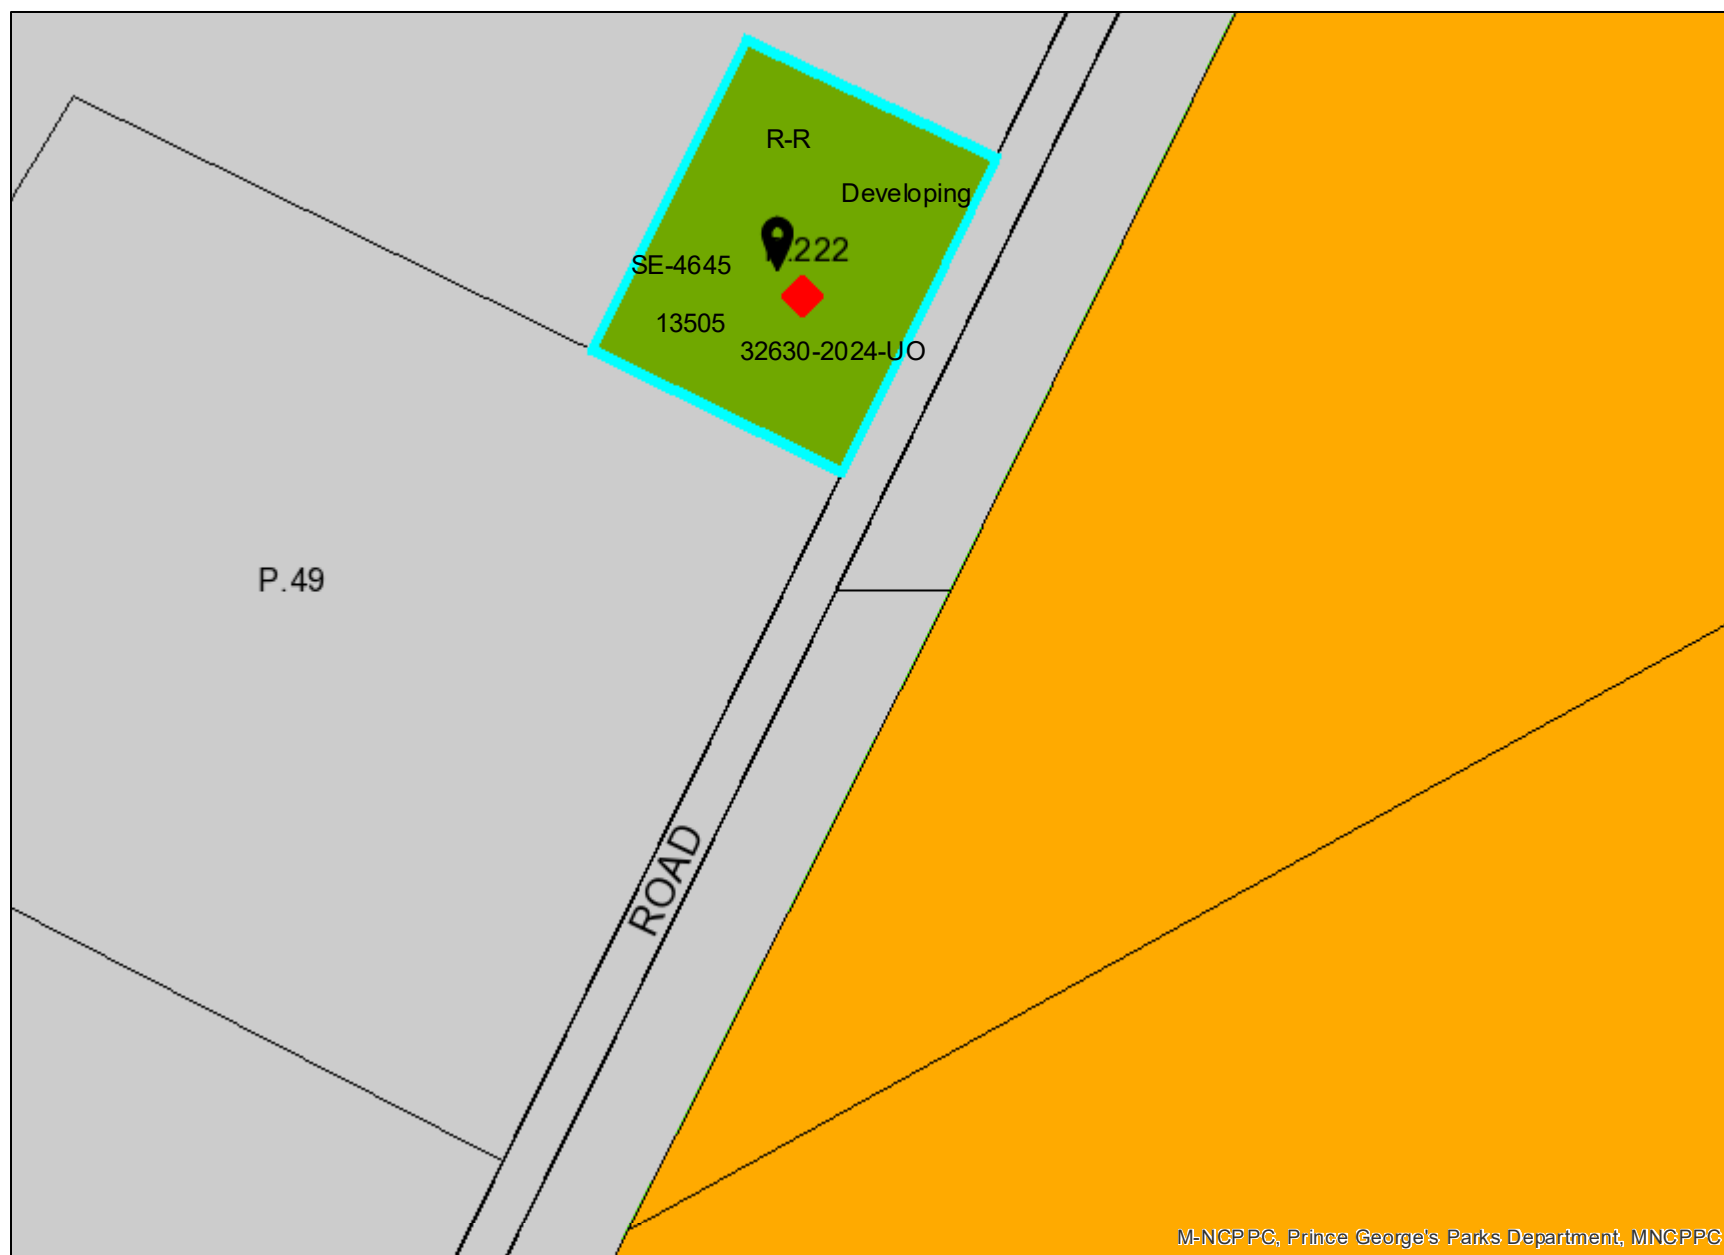 R-R
Developing
.222
SE-4645
13505
32630-2024-UO
P.49
ROAD
M-NCPPC, Prince George's Parks Department, MNCPPC